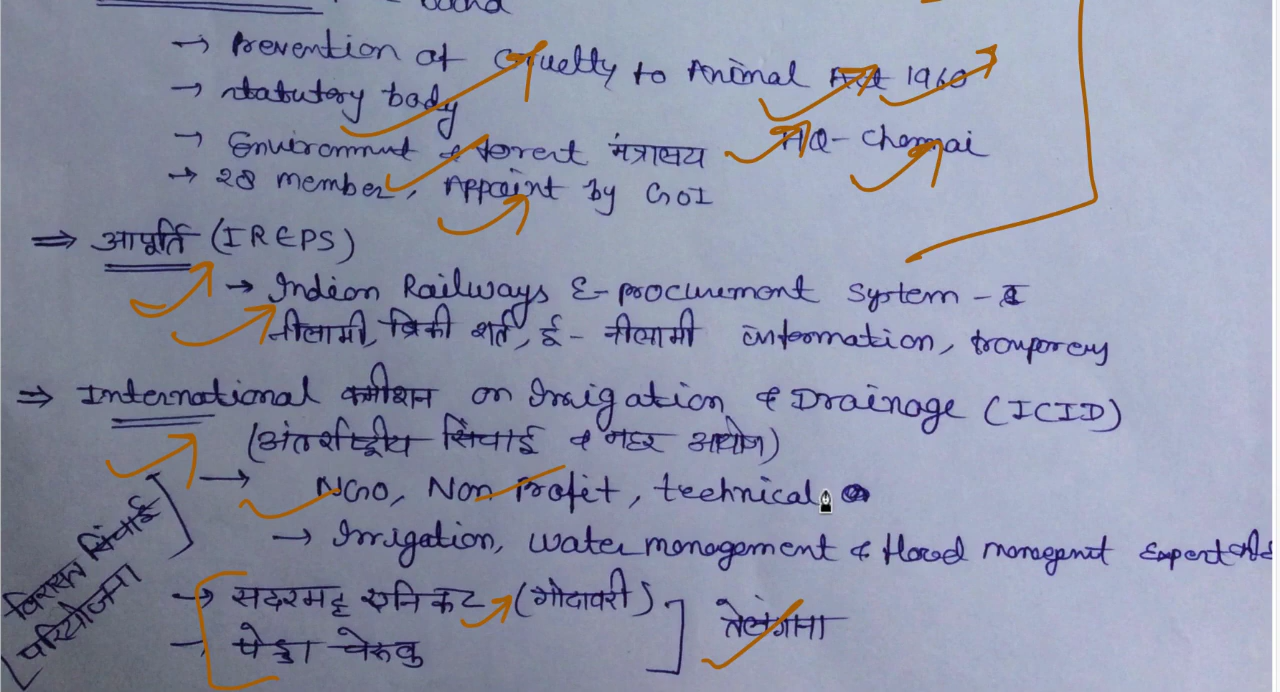 → Prevention of Cruelty to Animal Act 1960
→ statutory body
→ Environment & forest मंत्रालय HQ - Chennai
→ 28 member, Appoint by GOI
⇒ आपूर्ति (IREPS)
→ Indian Railways E-procurement System -
नीलामी, बिक्री शर्त, ई - नीलामी information,
⇒ International कमीशन on Irrigation & Drainage (ICID)
(अंतर्राष्ट्रीय सिंचाई व नहर आयोग)
→ NGO, Non Profit, technical
→ Irrigation, water management & flood managemnt Expert
→ सदरमट्ट एनिकट (गोदावरी)
→ पेड्डा चेरुवु
तेलंगाना
विरासत सिंचाई
परियोजना